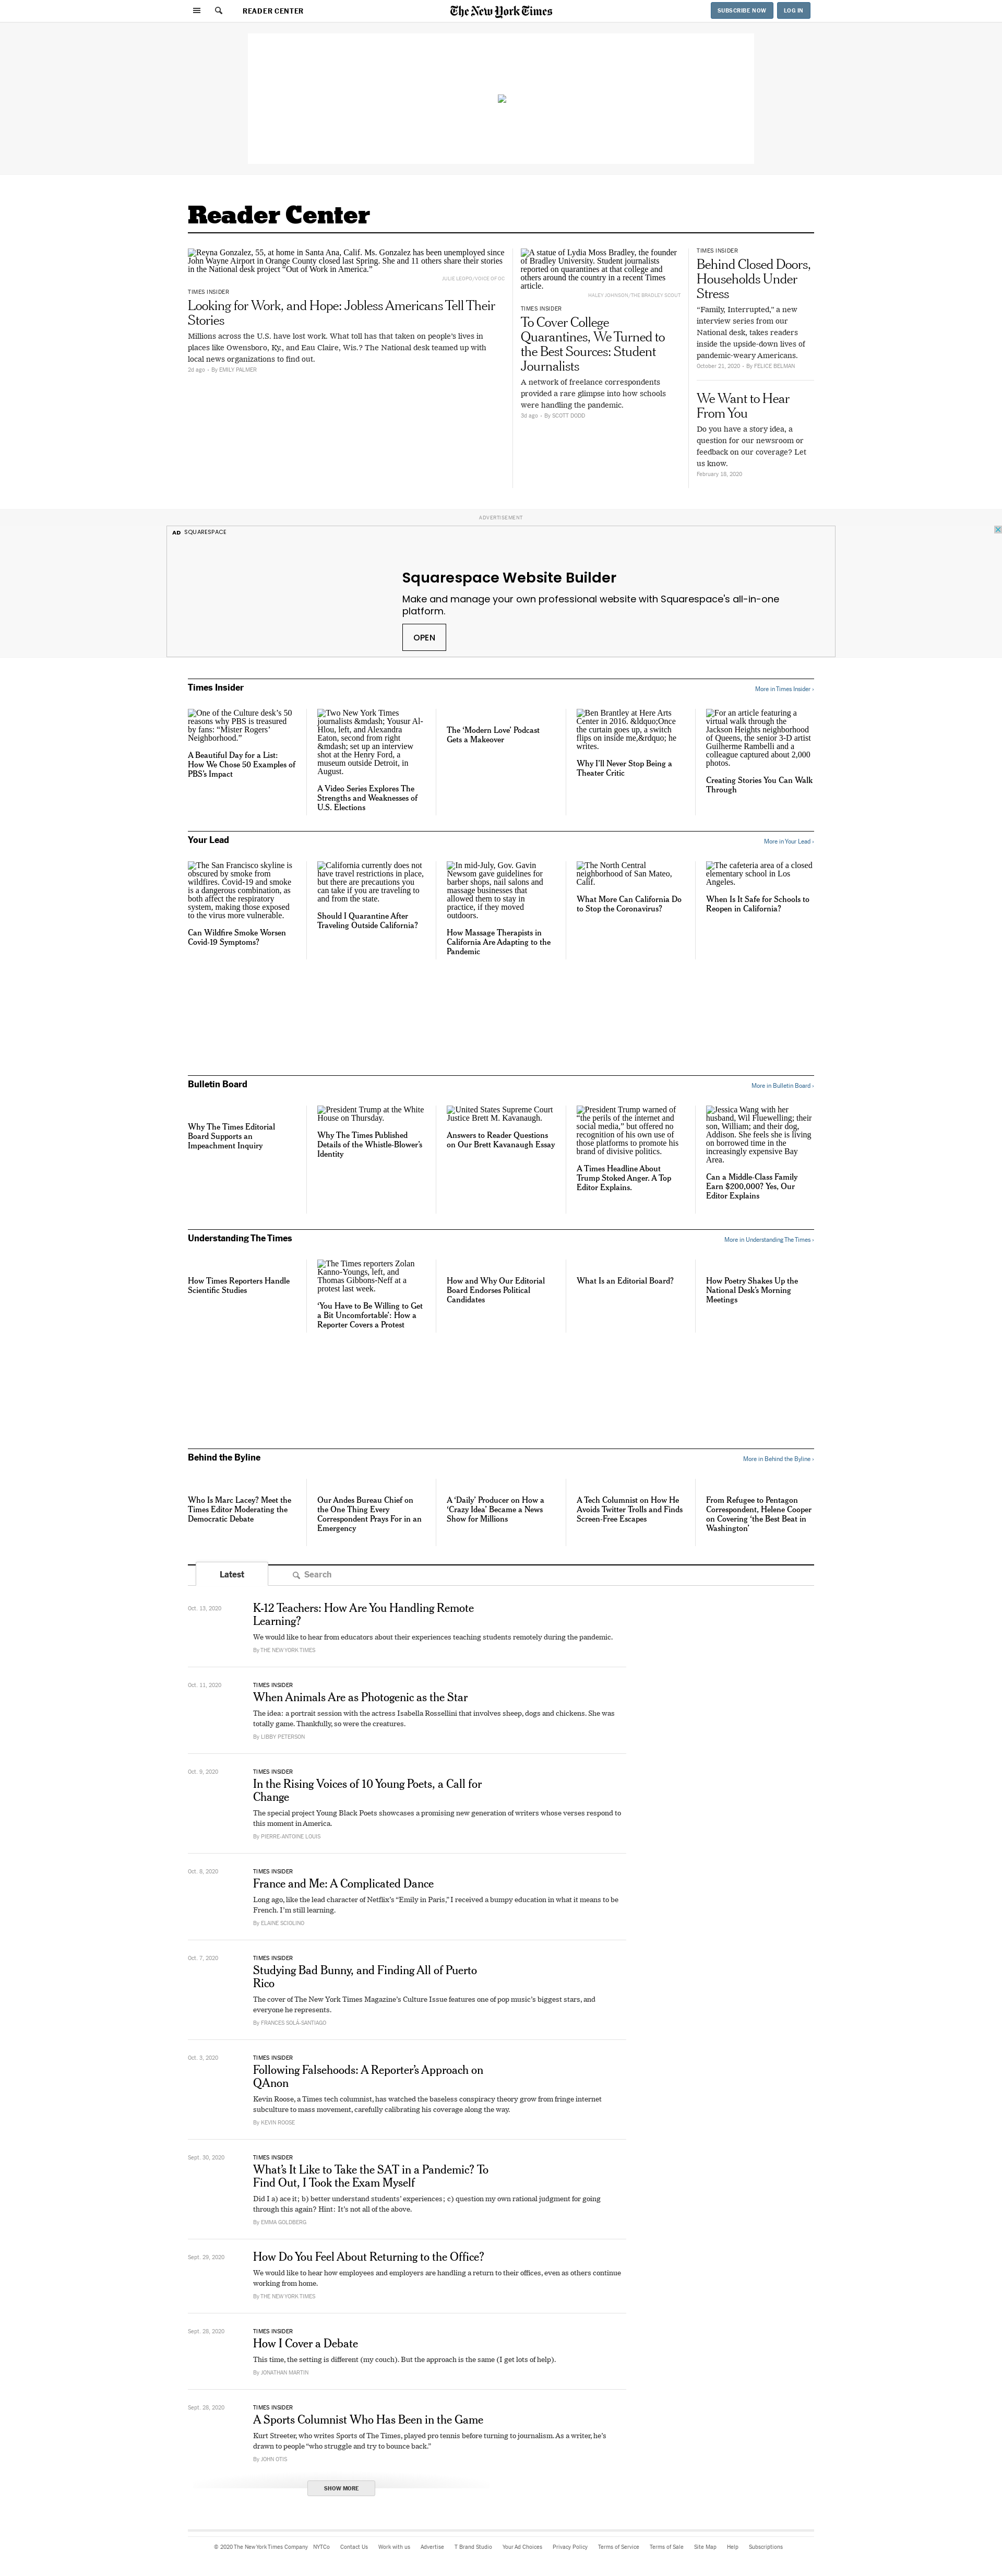 READER CENTER
The New York Times
SUBSCRIBE NOW
LOG IN
Reader Center
Reyna Gonzalez, 55, at home in Santa Ana, Calif. Ms. Gonzalez has been unemployed since
John Wayne Airport in Orange County closed last Spring. She and 11 others share their stories
in the National desk project “Out of Work in America.”
JULIE LEOPO/VOICE OF OC
TIMES INSIDER
Looking for Work, and Hope: Jobless Americans Tell Their
Stories
Millions across the U.S. have lost work. What toll has that taken on people’s lives in
places like Owensboro, Ky., and Eau Claire, Wis.? The National desk teamed up with
local news organizations to find out.
2d ago - By EMILY PALMER
A statue of Lydia Moss Bradley, the founder
of Bradley University. Student journalists
reported on quarantines at that college and
others around the country in a recent Times
article.
HALEY JOHNSON/THE BRADLEY SCOUT
TIMES INSIDER
To Cover College
Quarantines, We Turned to
the Best Sources: Student
Journalists
A network of freelance correspondents
provided a rare glimpse into how schools
were handling the pandemic.
3d ago - By SCOTT DODD
TIMES INSIDER
Behind Closed Doors,
Households Under
Stress
“Family, Interrupted,” a new
interview series from our
National desk, takes readers
inside the upside-down lives of
pandemic-weary Americans.
October 21, 2020 - By FELICE BELMAN
We Want to Hear
From You
Do you have a story idea, a
question for our newsroom or
feedback on our coverage? Let
us know.
February 18, 2020
ADVERTISEMENT
AD SQUARESPACE
Squarespace Website Builder
Make and manage your own professional website with Squarespace's all-in-one
platform.
OPEN
Times Insider
More in Times Insider ›
One of the Culture desk’s 50
reasons why PBS is treasured
by fans: “Mister Rogers’
Neighborhood.”
A Beautiful Day for a List:
How We Chose 50 Examples of
PBS’s Impact
Two New York Times
journalists &mdash; Yousur Al-
Hlou, left, and Alexandra
Eaton, second from right
&mdash; set up an interview
shot at the Henry Ford, a
museum outside Detroit, in
August.
A Video Series Explores The
Strengths and Weaknesses of
U.S. Elections
The ‘Modern Love’ Podcast
Gets a Makeover
Ben Brantley at Here Arts
Center in 2016. &ldquo;Once
the curtain goes up, a switch
flips on inside me,&rdquo; he
writes.
Why I’ll Never Stop Being a
Theater Critic
For an article featuring a
virtual walk through the
Jackson Heights neighborhood
of Queens, the senior 3-D artist
Guilherme Rambelli and a
colleague captured about 2,000
photos.
Creating Stories You Can Walk
Through
Your Lead
More in Your Lead ›
The San Francisco skyline is
obscured by smoke from
wildfires. Covid-19 and smoke
is a dangerous combination, as
both affect the respiratory
system, making those exposed
to the virus more vulnerable.
Can Wildfire Smoke Worsen
Covid-19 Symptoms?
California currently does not
have travel restrictions in place,
but there are precautions you
can take if you are traveling to
and from the state.
Should I Quarantine After
Traveling Outside California?
In mid-July, Gov. Gavin
Newsom gave guidelines for
barber shops, nail salons and
massage businesses that
allowed them to stay in
practice, if they moved
outdoors.
How Massage Therapists in
California Are Adapting to the
Pandemic
The North Central
neighborhood of San Mateo,
Calif.
What More Can California Do
to Stop the Coronavirus?
The cafeteria area of a closed
elementary school in Los
Angeles.
When Is It Safe for Schools to
Reopen in California?
Bulletin Board
More in Bulletin Board ›
Why The Times Editorial
Board Supports an
Impeachment Inquiry
President Trump at the White
House on Thursday.
Why The Times Published
Details of the Whistle-Blower’s
Identity
United States Supreme Court
Justice Brett M. Kavanaugh.
Answers to Reader Questions
on Our Brett Kavanaugh Essay
President Trump warned of
“the perils of the internet and
social media,” but offered no
recognition of his own use of
those platforms to promote his
brand of divisive politics.
A Times Headline About
Trump Stoked Anger. A Top
Editor Explains.
Jessica Wang with her
husband, Wil Fluewelling; their
son, William; and their dog,
Addison. She feels she is living
on borrowed time in the
increasingly expensive Bay
Area.
Can a Middle-Class Family
Earn $200,000? Yes, Our
Editor Explains
Understanding The Times
More in Understanding The Times ›
How Times Reporters Handle
Scientific Studies
The Times reporters Zolan
Kanno-Youngs, left, and
Thomas Gibbons-Neff at a
protest last week.
‘You Have to Be Willing to Get
a Bit Uncomfortable’: How a
Reporter Covers a Protest
How and Why Our Editorial
Board Endorses Political
Candidates
What Is an Editorial Board?
How Poetry Shakes Up the
National Desk’s Morning
Meetings
Behind the Byline
More in Behind the Byline ›
Who Is Marc Lacey? Meet the
Times Editor Moderating the
Democratic Debate
Our Andes Bureau Chief on
the One Thing Every
Correspondent Prays For in an
Emergency
A ‘Daily’ Producer on How a
‘Crazy Idea’ Became a News
Show for Millions
A Tech Columnist on How He
Avoids Twitter Trolls and Finds
Screen-Free Escapes
From Refugee to Pentagon
Correspondent, Helene Cooper
on Covering ‘the Best Beat in
Washington’
Latest
Search
Oct. 13, 2020
K-12 Teachers: How Are You Handling Remote
Learning?
We would like to hear from educators about their experiences teaching students remotely during the pandemic.
By THE NEW YORK TIMES
Oct. 11, 2020
TIMES INSIDER
When Animals Are as Photogenic as the Star
The idea: a portrait session with the actress Isabella Rossellini that involves sheep, dogs and chickens. She was
totally game. Thankfully, so were the creatures.
By LIBBY PETERSON
Oct. 9, 2020
TIMES INSIDER
In the Rising Voices of 10 Young Poets, a Call for
Change
The special project Young Black Poets showcases a promising new generation of writers whose verses respond to
this moment in America.
By PIERRE-ANTOINE LOUIS
Oct. 8, 2020
TIMES INSIDER
France and Me: A Complicated Dance
Long ago, like the lead character of Netflix’s “Emily in Paris,” I received a bumpy education in what it means to be
French. I’m still learning.
By ELAINE SCIOLINO
Oct. 7, 2020
TIMES INSIDER
Studying Bad Bunny, and Finding All of Puerto
Rico
The cover of The New York Times Magazine’s Culture Issue features one of pop music’s biggest stars, and
everyone he represents.
By FRANCES SOLÁ-SANTIAGO
Oct. 3, 2020
TIMES INSIDER
Following Falsehoods: A Reporter’s Approach on
QAnon
Kevin Roose, a Times tech columnist, has watched the baseless conspiracy theory grow from fringe internet
subculture to mass movement, carefully calibrating his coverage along the way.
By KEVIN ROOSE
Sept. 30, 2020
TIMES INSIDER
What’s It Like to Take the SAT in a Pandemic? To
Find Out, I Took the Exam Myself
Did I a) ace it; b) better understand students’ experiences; c) question my own rational judgment for going
through this again? Hint: It’s not all of the above.
By EMMA GOLDBERG
Sept. 29, 2020
How Do You Feel About Returning to the Office?
We would like to hear how employees and employers are handling a return to their offices, even as others continue
working from home.
By THE NEW YORK TIMES
Sept. 28, 2020
TIMES INSIDER
How I Cover a Debate
This time, the setting is different (my couch). But the approach is the same (I get lots of help).
By JONATHAN MARTIN
Sept. 28, 2020
TIMES INSIDER
A Sports Columnist Who Has Been in the Game
Kurt Streeter, who writes Sports of The Times, played pro tennis before turning to journalism. As a writer, he’s
drawn to people “who struggle and try to bounce back.”
By JOHN OTIS
SHOW MORE
© 2020 The New York Times Company NYTCo Contact Us Work with us Advertise T Brand Studio Your Ad Choices Privacy Policy Terms of Service Terms of Sale Site Map Help Subscriptions